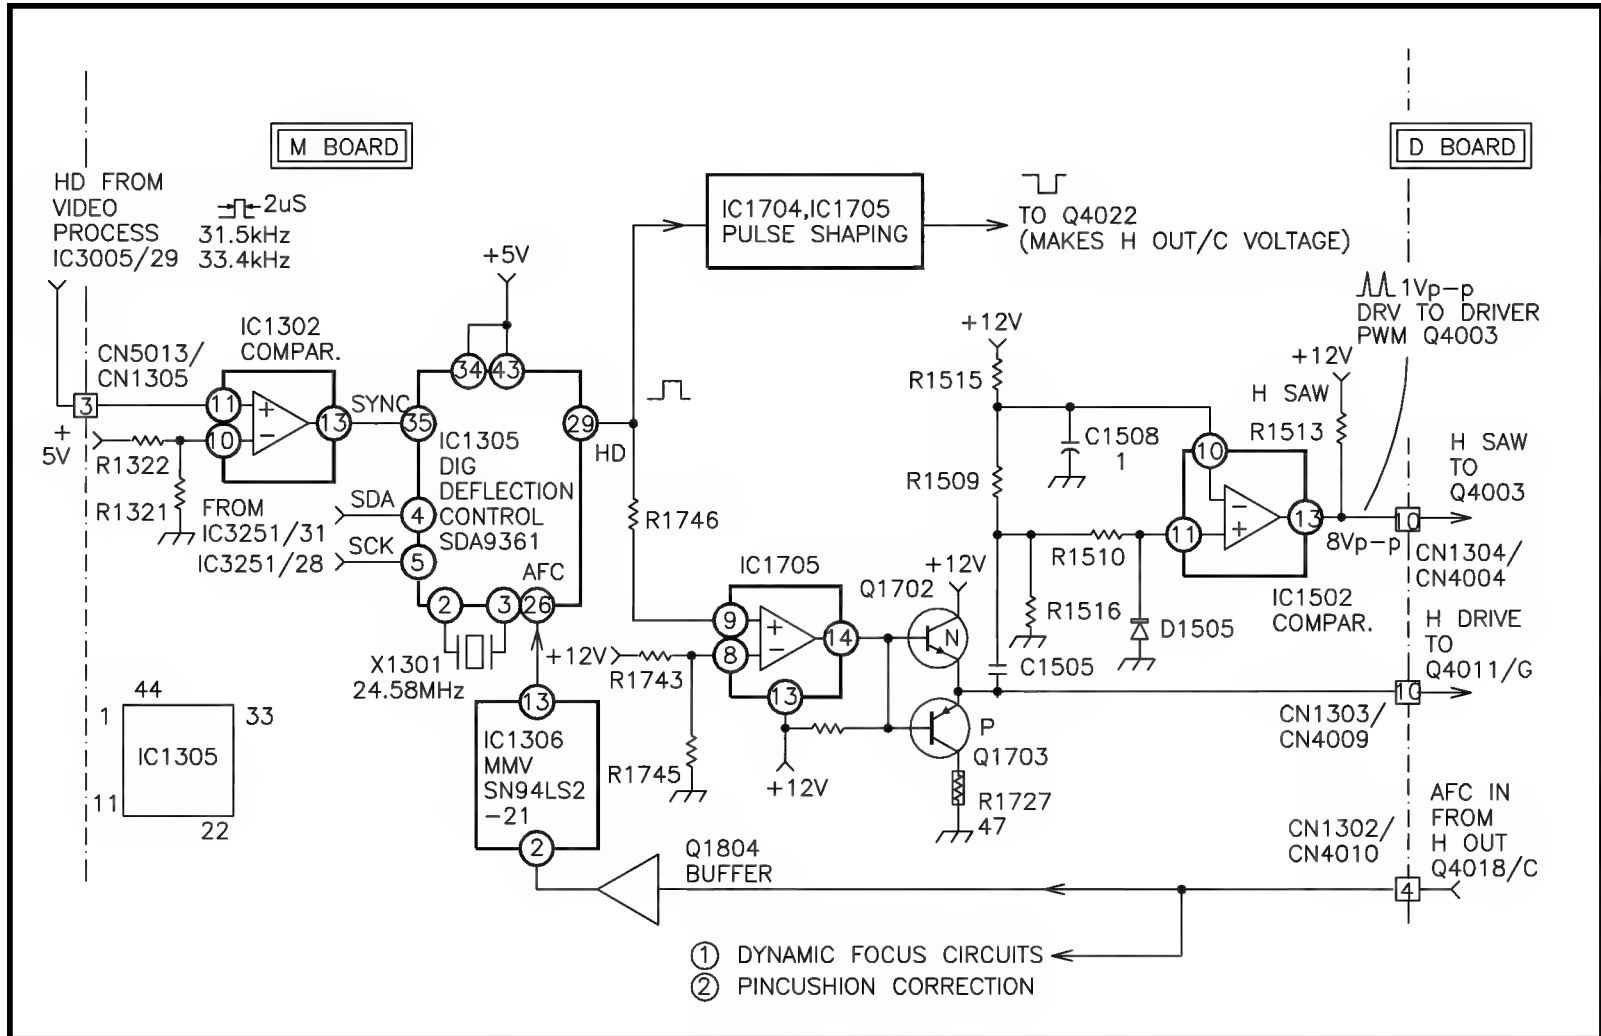 M BOARD
D BOARD
HD FROM
VIDEO
PROCESS
IC3005/29
2uS
31.5kHz
33.4kHz
IC1704,IC1705
PULSE SHAPING
TO Q4022
(MAKES H OUT/C VOLTAGE)
+5V
1Vp-p
DRV TO DRIVER
PWM Q4003
IC1302
COMPAR.
CN5013/
CN1305
3
11
10
13
SYNC
+
-
+
5V
R1322
R1321
FROM
IC3251/31
IC3251/28
SDA
SCK
34
43
35
29
HD
4
5
2
3
26
AFC
IC1305
DIG
DEFLECTION
CONTROL
SDA9361
X1301
24.58MHz
R1746
+12V
R1515
R1509
C1508
1
H SAW
+12V
R1513
10
11
13
-
+
8Vp-p
10
H SAW
TO
Q4003
CN1304/
CN4004
IC1502
COMPAR.
R1510
R1516
D1505
C1505
IC1705
9
8
14
13
+
-
+12V
R1743
R1745
+12V
Q1702
+12V
N
P
Q1703
R1727
47
10
H DRIVE
TO
Q4011/G
CN1303/
CN4009
13
IC1306
MMV
SN94LS2
-21
2
44
1
33
IC1305
11
22
Q1804
BUFFER
CN1302/
CN4010
4
AFC IN
FROM
H OUT
Q4018/C
1 DYNAMIC FOCUS CIRCUITS
2 PINCUSHION CORRECTION